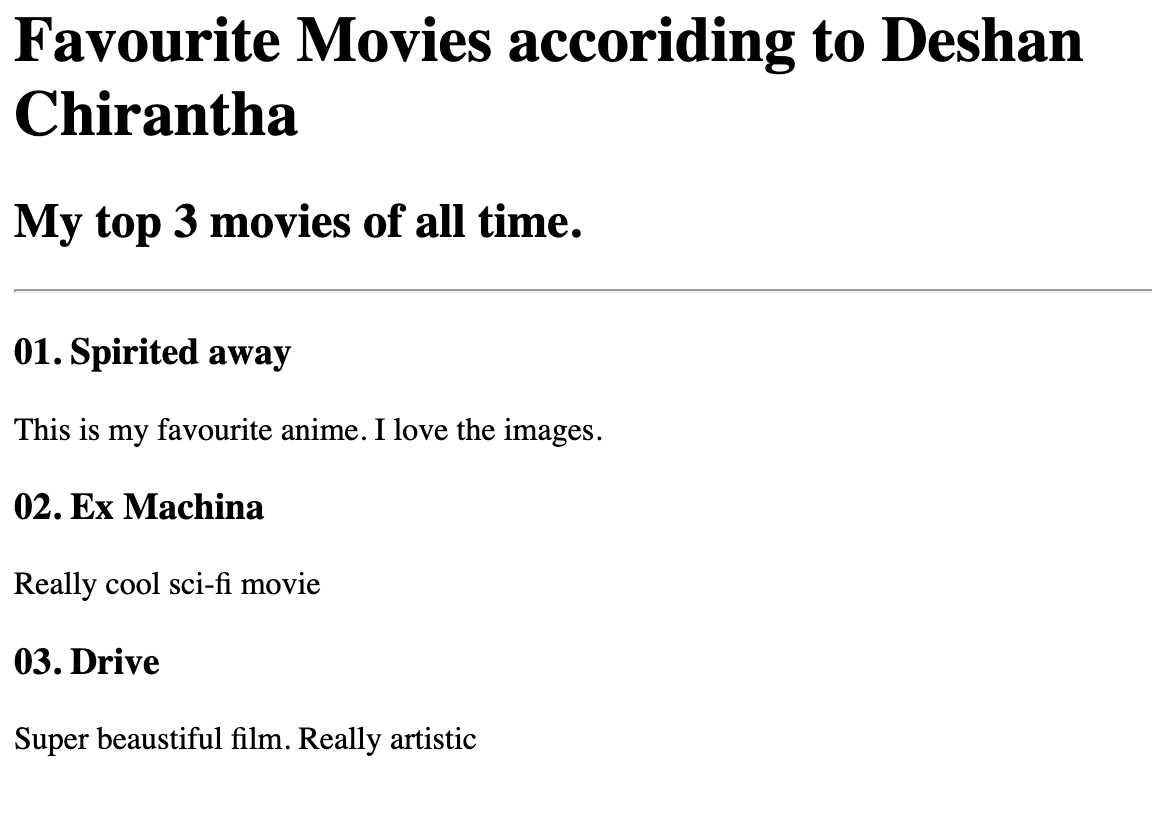 Favourite Movies accoriding to Deshan
Chirantha
My top 3 movies of all time.
01. Spirited away
This is my favourite anime. I love the images.
02. Ex Machina
Really cool sci-fi movie
03. Drive
Super beaustiful film. Really artistic